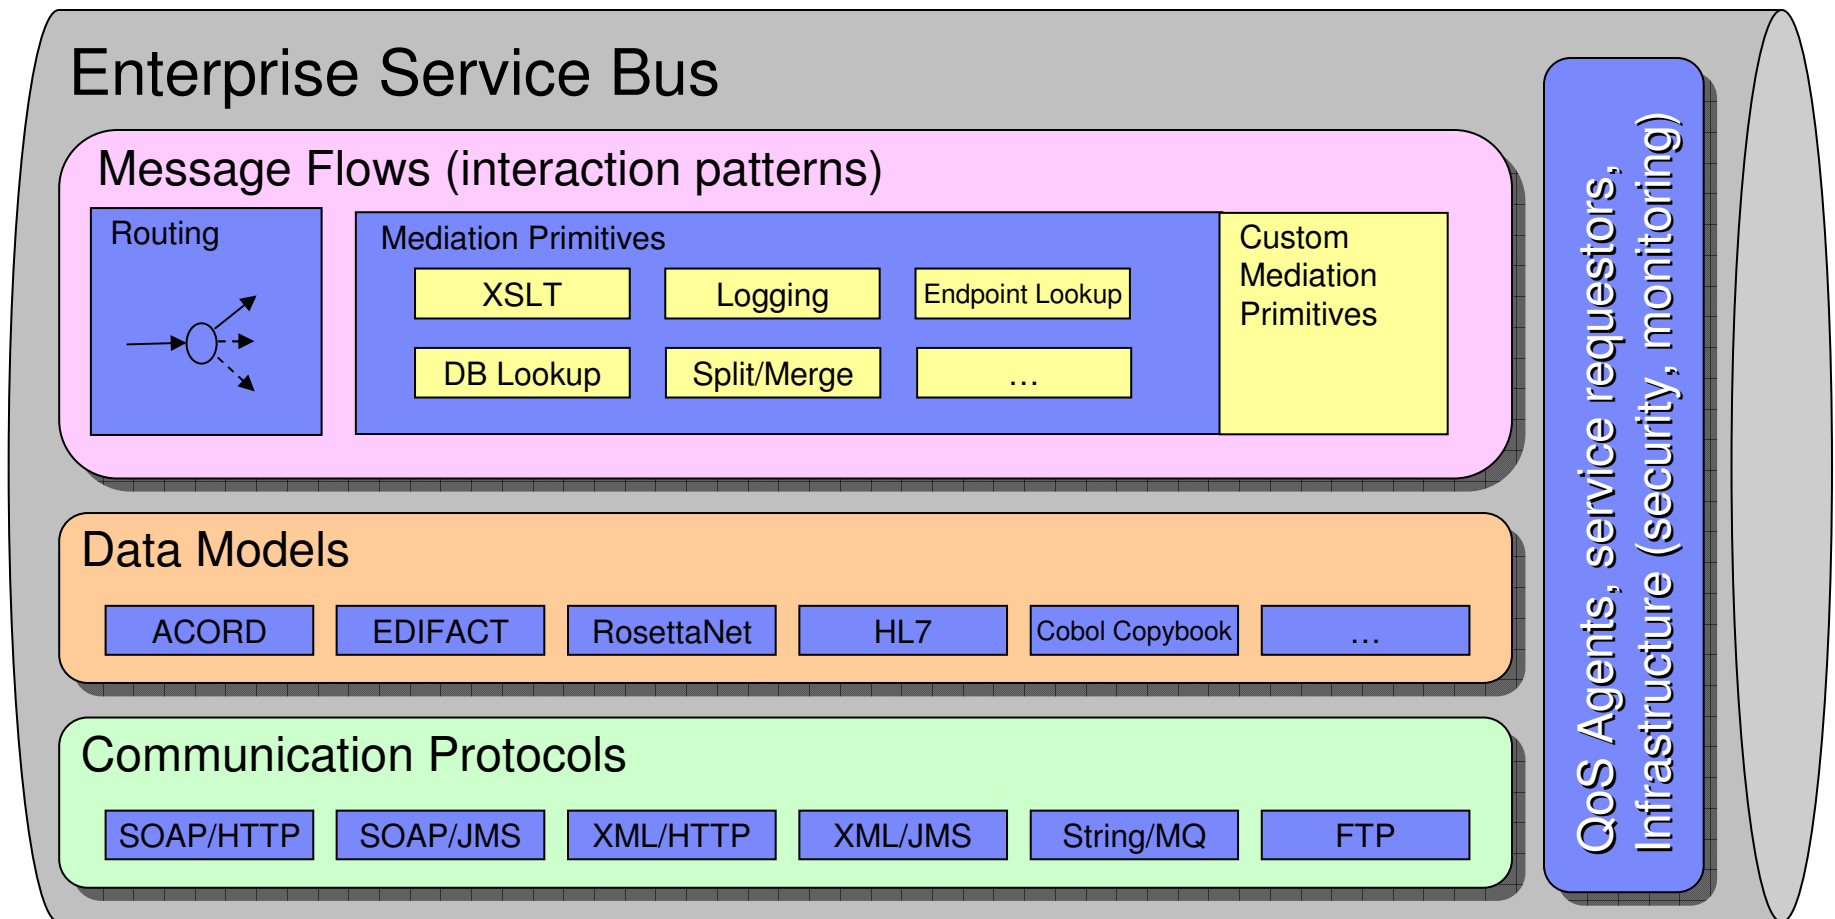 Enterprise Service Bus
Message Flows (interaction patterns)
Routing
Mediation Primitives
XSLT
Logging
Endpoint Lookup
DB Lookup
Split/Merge
…
Custom
Mediation
Primitives
Data Models
ACORD
EDIFACT
RosettaNet
HL7
Cobol Copybook
…
Communication Protocols
SOAP/HTTP
SOAP/JMS
XML/HTTP
XML/JMS
String/MQ
FTP
QoS Agents, service requestors,
Infrastructure (security, monitoring)